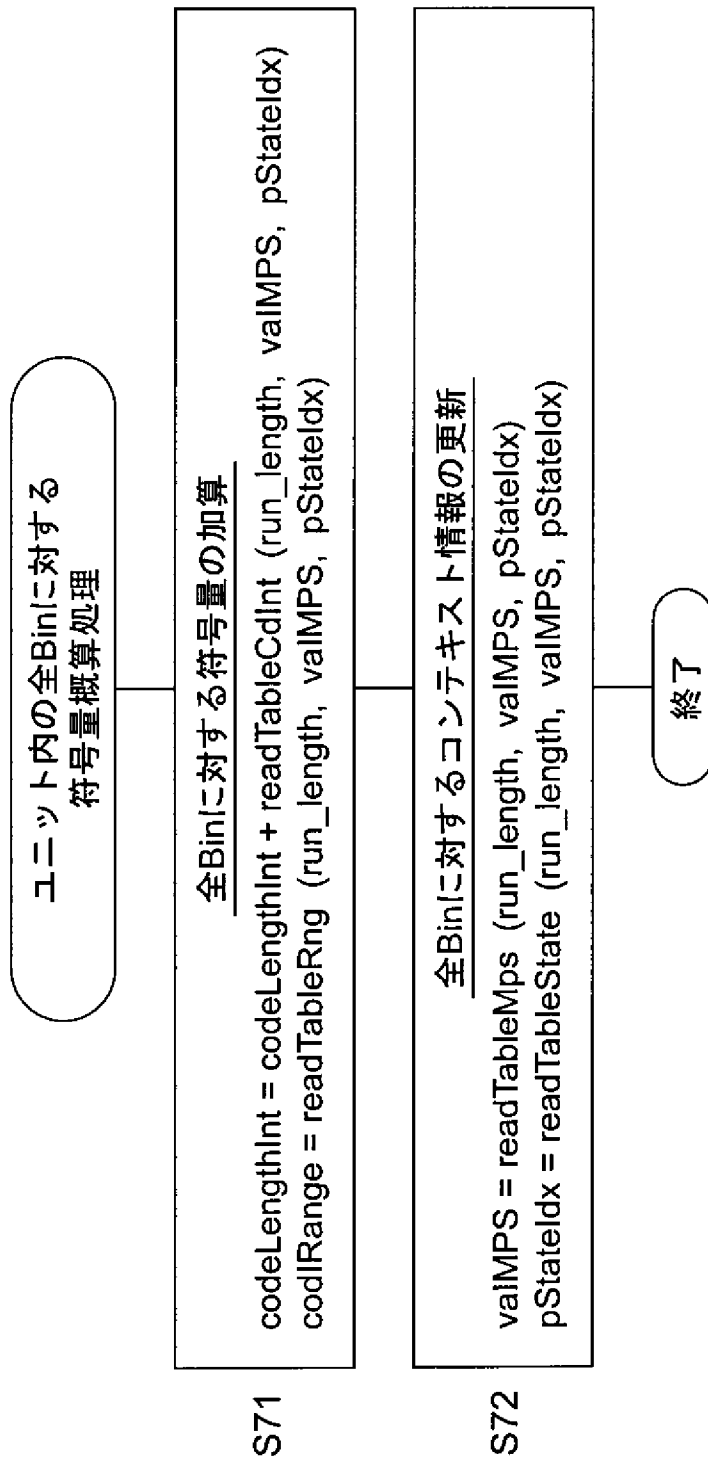 ユニット内の全Binに対する
符号量概算処理
S71
全Binに対する符号量の加算
codeLengthInt = codeLengthInt + readTableCdInt (run_length, valMPS, pStateIdx)
codIRange = readTableRng (run_length, valMPS, pStateIdx)
S72
全Binに対するコンテキスト情報の更新
valMPS = readTableMps (run_length, valMPS, pStateIdx)
pStateIdx = readTableState (run_length, valMPS, pStateIdx)
終了